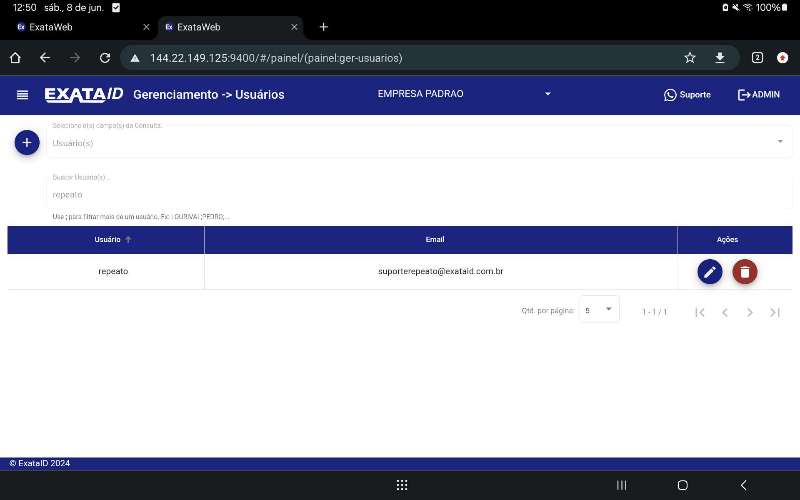 12:50 sáb., 8 de jun. 100%
Ex ExataWeb
Ex ExataWeb
144.22.149.125:9400/#/painel/(painel:ger-usuarios)
2
EXATAID Gerenciamento -> Usuários EMPRESA PADRAO Suporte ADMIN
Selecione o(s) campo(s) da Consulta.
Usuário(s)
Buscar Usuário(s)...
repeato
Use ; para filtrar mais de um usuário. Ex: LOURIVAL;PEDRO;...
Usuário Email Ações
repeato suporterepeato@exataid.com.br
Qtd. por página: 5 1 - 1 / 1
© ExataID 2024